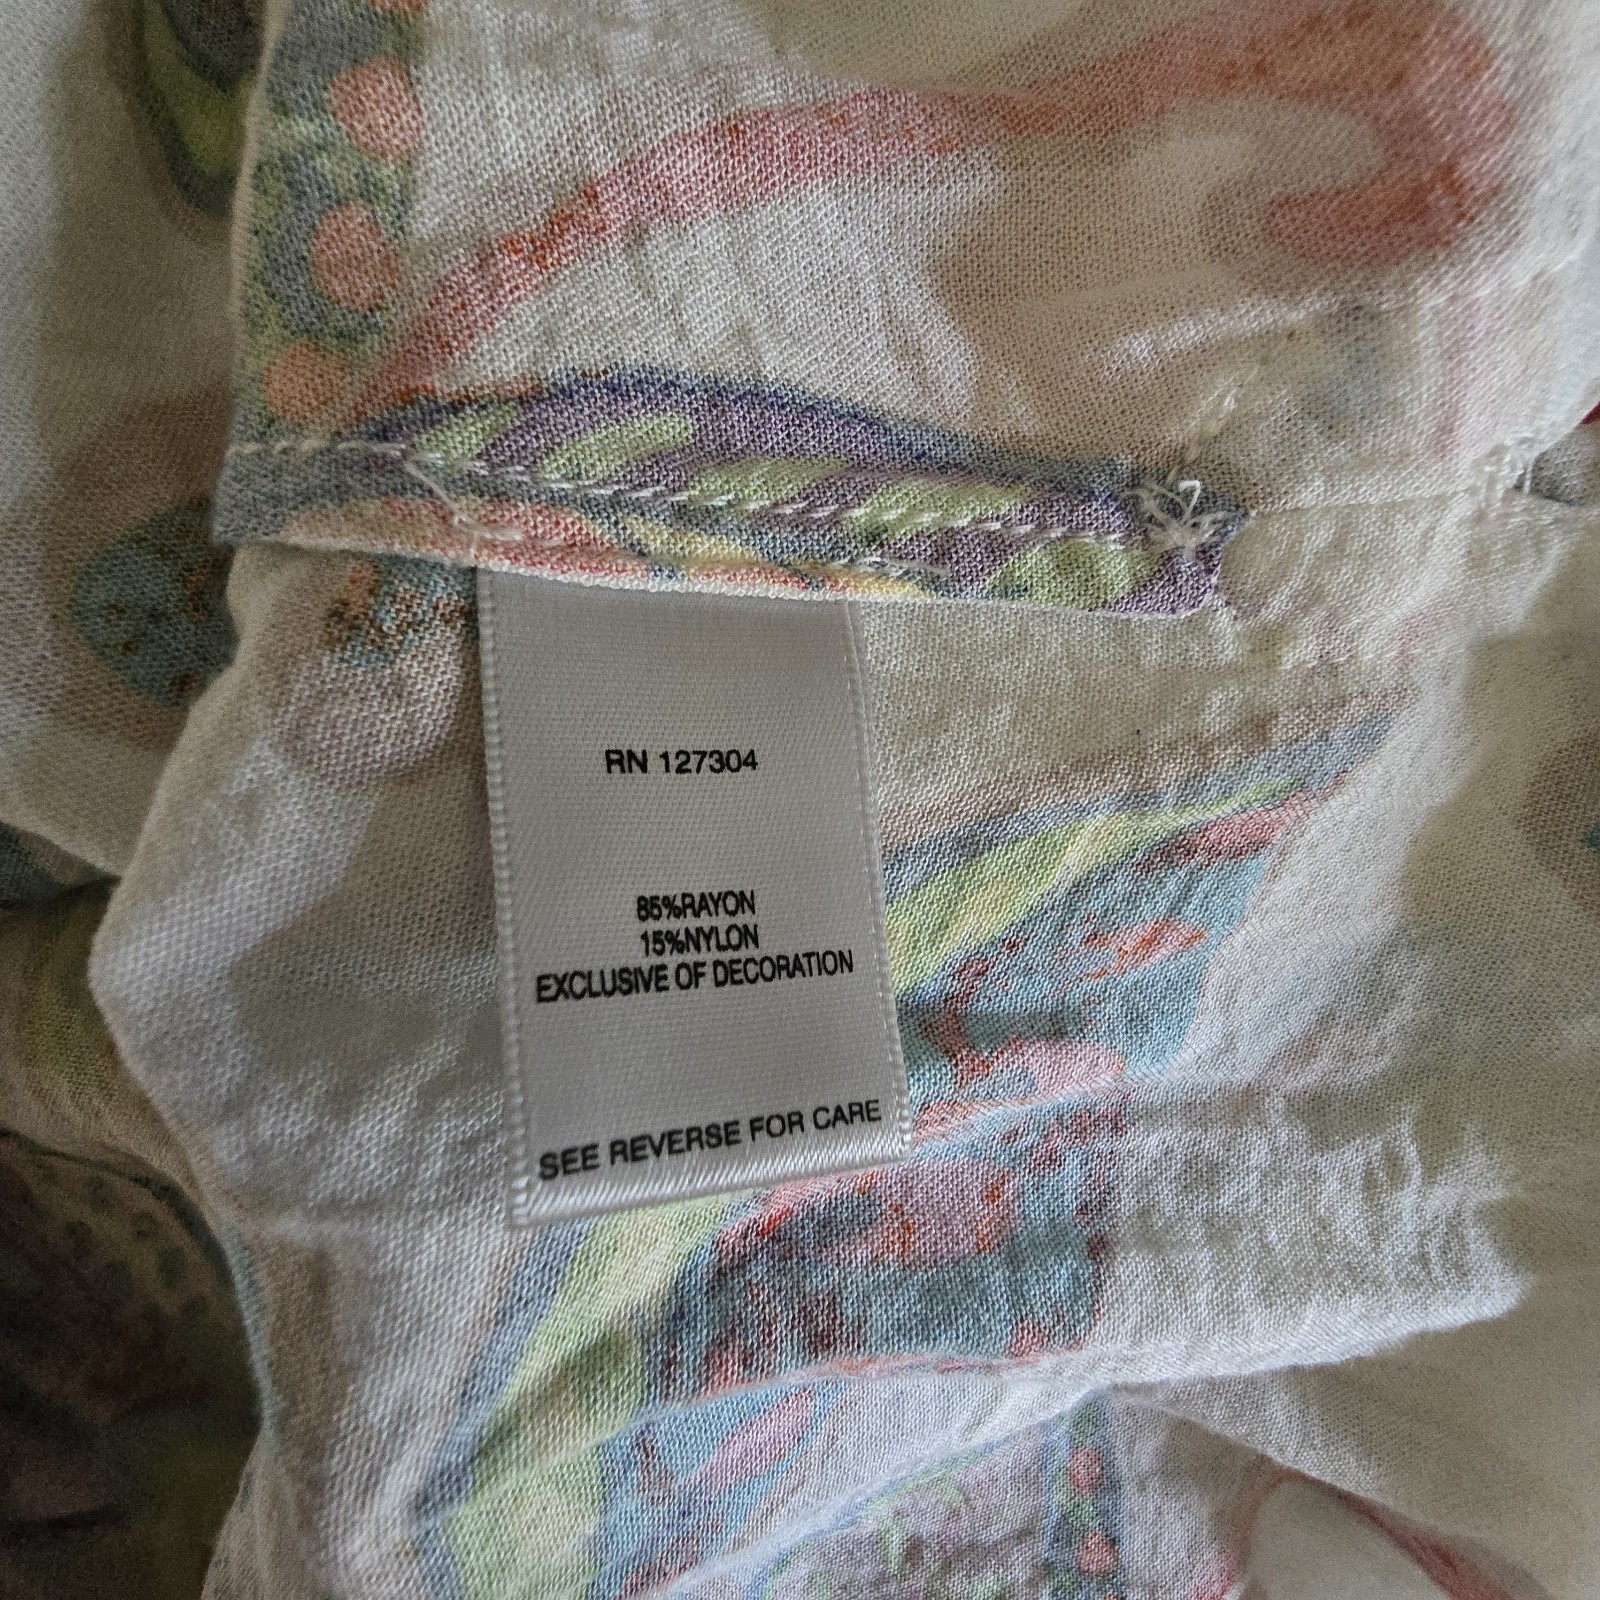 RN 127304
85%RAYON
15%NYLON
EXCLUSIVE OF DECORATION
SEE REVERSE FOR CARE